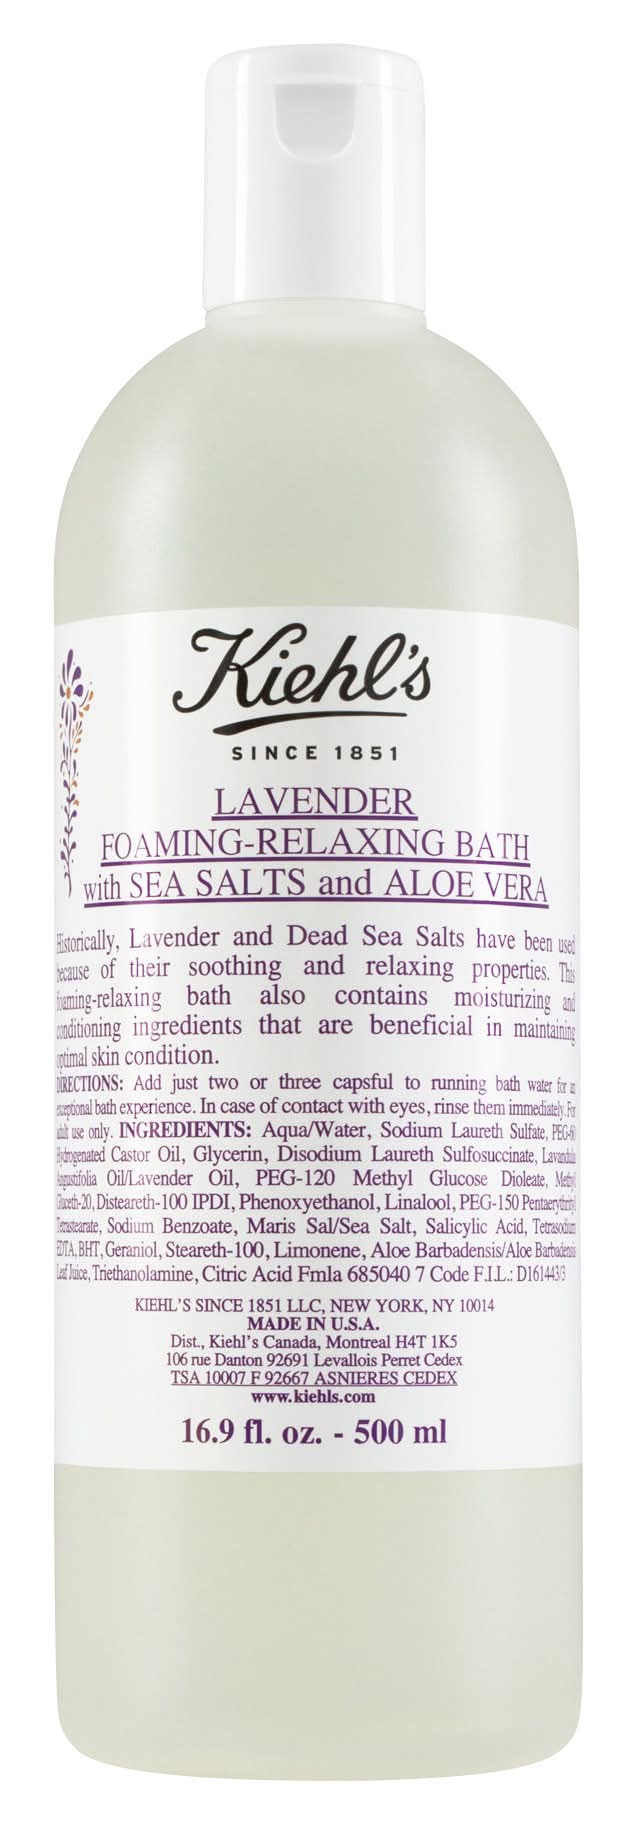 Kiehl's
SINCE 1851
LAVENDER
FOAMING-RELAXING BATH
with SEA SALTS and ALOE VERA
Historically, Lavender and Dead Sea Salts have been used
because of their soothing and relaxing properties. This
foaming-relaxing bath also contains moisturizing and
conditioning ingredients that are beneficial in maintaining
optimal skin condition.
DIRECTIONS: Add just two or three capsful to running bath water for an
exceptional bath experience. In case of contact with eyes, rinse them immediately. For
adult use only. INGREDIENTS: Aqua/Water, Sodium Laureth Sulfate, PEG-60
Hydrogenated Castor Oil, Glycerin, Disodium Laureth Sulfosuccinate, Lavandula
Angustifolia Oil/Lavender Oil, PEG-120 Methyl Glucose Dioleate, Methyl
Gluceth-20, Disteareth-100 IPDI, Phenoxyethanol, Linalool, PEG-150 Pentaerythrityl
Tetrastearate, Sodium Benzoate, Maris Sal/Sea Salt, Salicylic Acid, Tetrasodium
EDTA, BHT, Geraniol, Steareth-100, Limonene, Aloe Barbadensis/Aloe Barbadensis
Leaf Juice, Triethanolamine, Citric Acid Fmla 685040 7 Code F.I.L.: D161443/3
KIEHL'S SINCE 1851 LLC, NEW YORK, NY 10014
MADE IN U.S.A.
Dist., Kiehl's Canada, Montreal H4T 1K5
106 rue Danton 92691 Levallois Perret Cedex
TSA 10007 F 92667 ASNIERES CEDEX
www.kiehls.com
16.9 fl. oz. - 500 ml